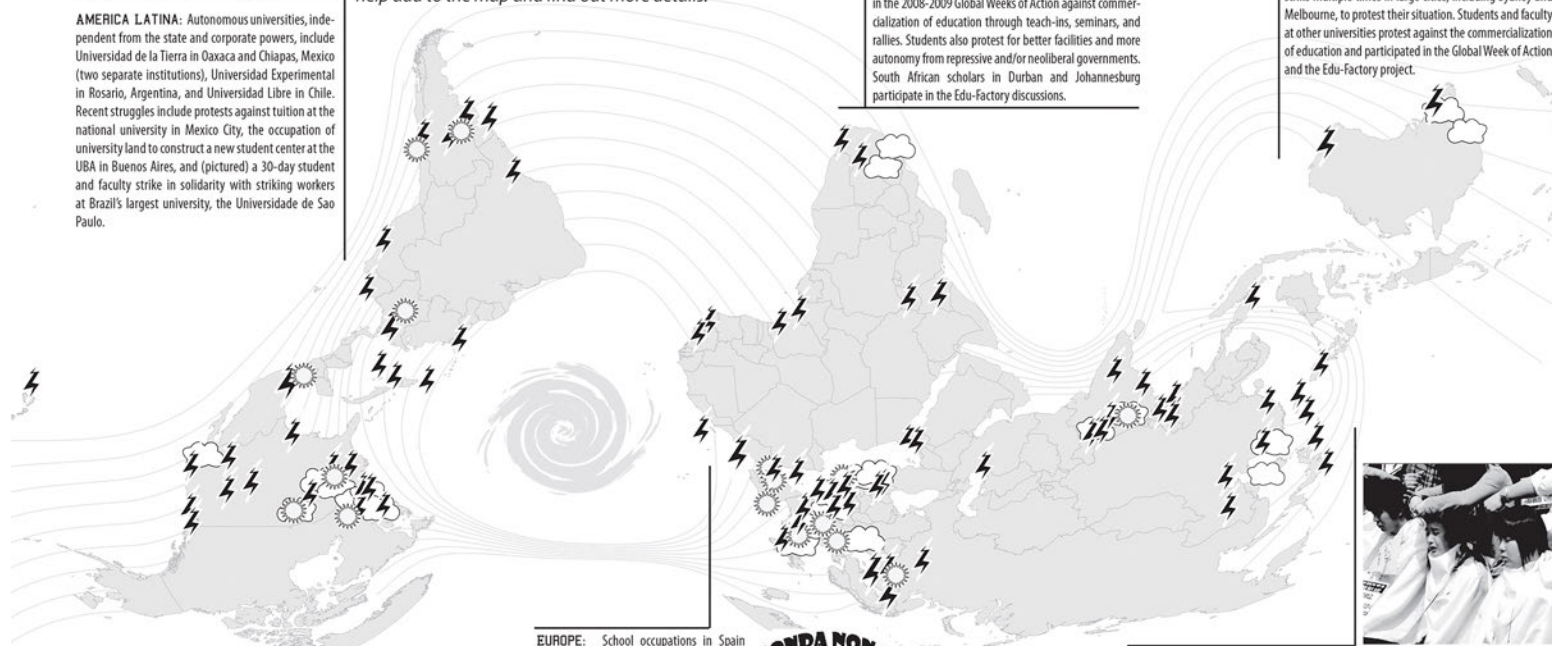 help add to the map and find out more details.
AMERICA LATINA: Autonomous universities, inde-
pendent from the state and corporate powers, include
Universidad de la Tierra in Oaxaca and Chiapas, Mexico
(two separate institutions), Universidad Experimental
in Rosario, Argentina, and Universidad Libre in Chile.
Recent struggles include protests against tuition at the
national university in Mexico City, the occupation of
university land to construct a new student center at the
UBA in Buenos Aires, and (pictured) a 30-day student
and faculty strike in solidarity with striking workers
at Brazil's largest university, the Universidade de Sao
Paulo.
in the 2008-2009 Global Weeks of Action against commer-
cialization of education through teach-ins, seminars, and
rallies. Students also protest for better facilities and more
autonomy from repressive and/or neoliberal governments.
South African scholars in Durban and Johannesburg
participate in the Edu-Factory discussions.
Melbourne, to protest their situation. Students and faculty
at other universities protest against the commercialization
of education and participated in the Global Week of Action
and the Edu-Factory project.
EUROPE: School occupations in Spain
ONDA NON